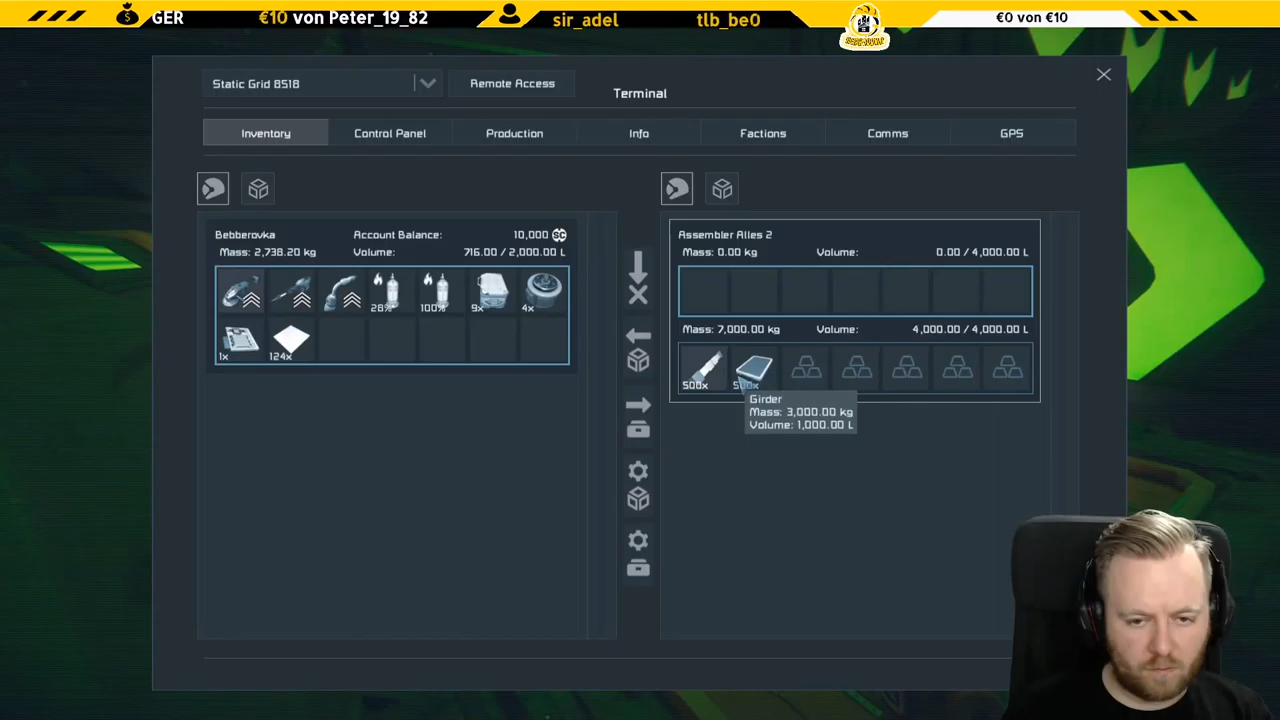 GER
€10 von Peter_19_82
sir_adel
tlb_be0
€0 von €10
Static Grid 8518
Remote Access
Terminal
Inventory
Control Panel
Production
Info
Factions
Comms
GPS
Bebberovka
Account Balance:
10,000 SC
Mass: 2,738.20 kg
Volume:
716.00 / 2,000.00 L
28%
100%
9x
4x
1x
124x
Assembler Alles 2
Mass: 0.00 kg
Volume:
0.00 / 4,000.00 L
Mass: 7,000.00 kg
Volume:
4,000.00 / 4,000.00 L
500x
500x
Girder
Mass: 3,000.00 kg
Volume: 1,000.00 L